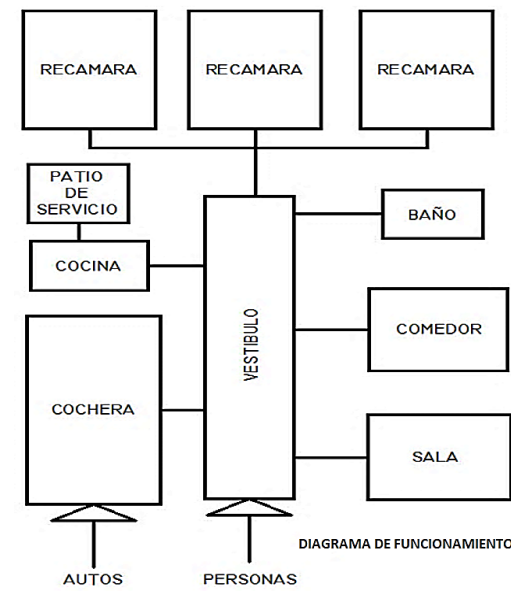 RECAMARA
RECAMARA
RECAMARA
PATIO
DE
SERVICIO
BAÑO
COCINA
VESTIBULO
COMEDOR
COCHERA
SALA
DIAGRAMA DE FUNCIONAMIENTO
AUTOS
PERSONAS